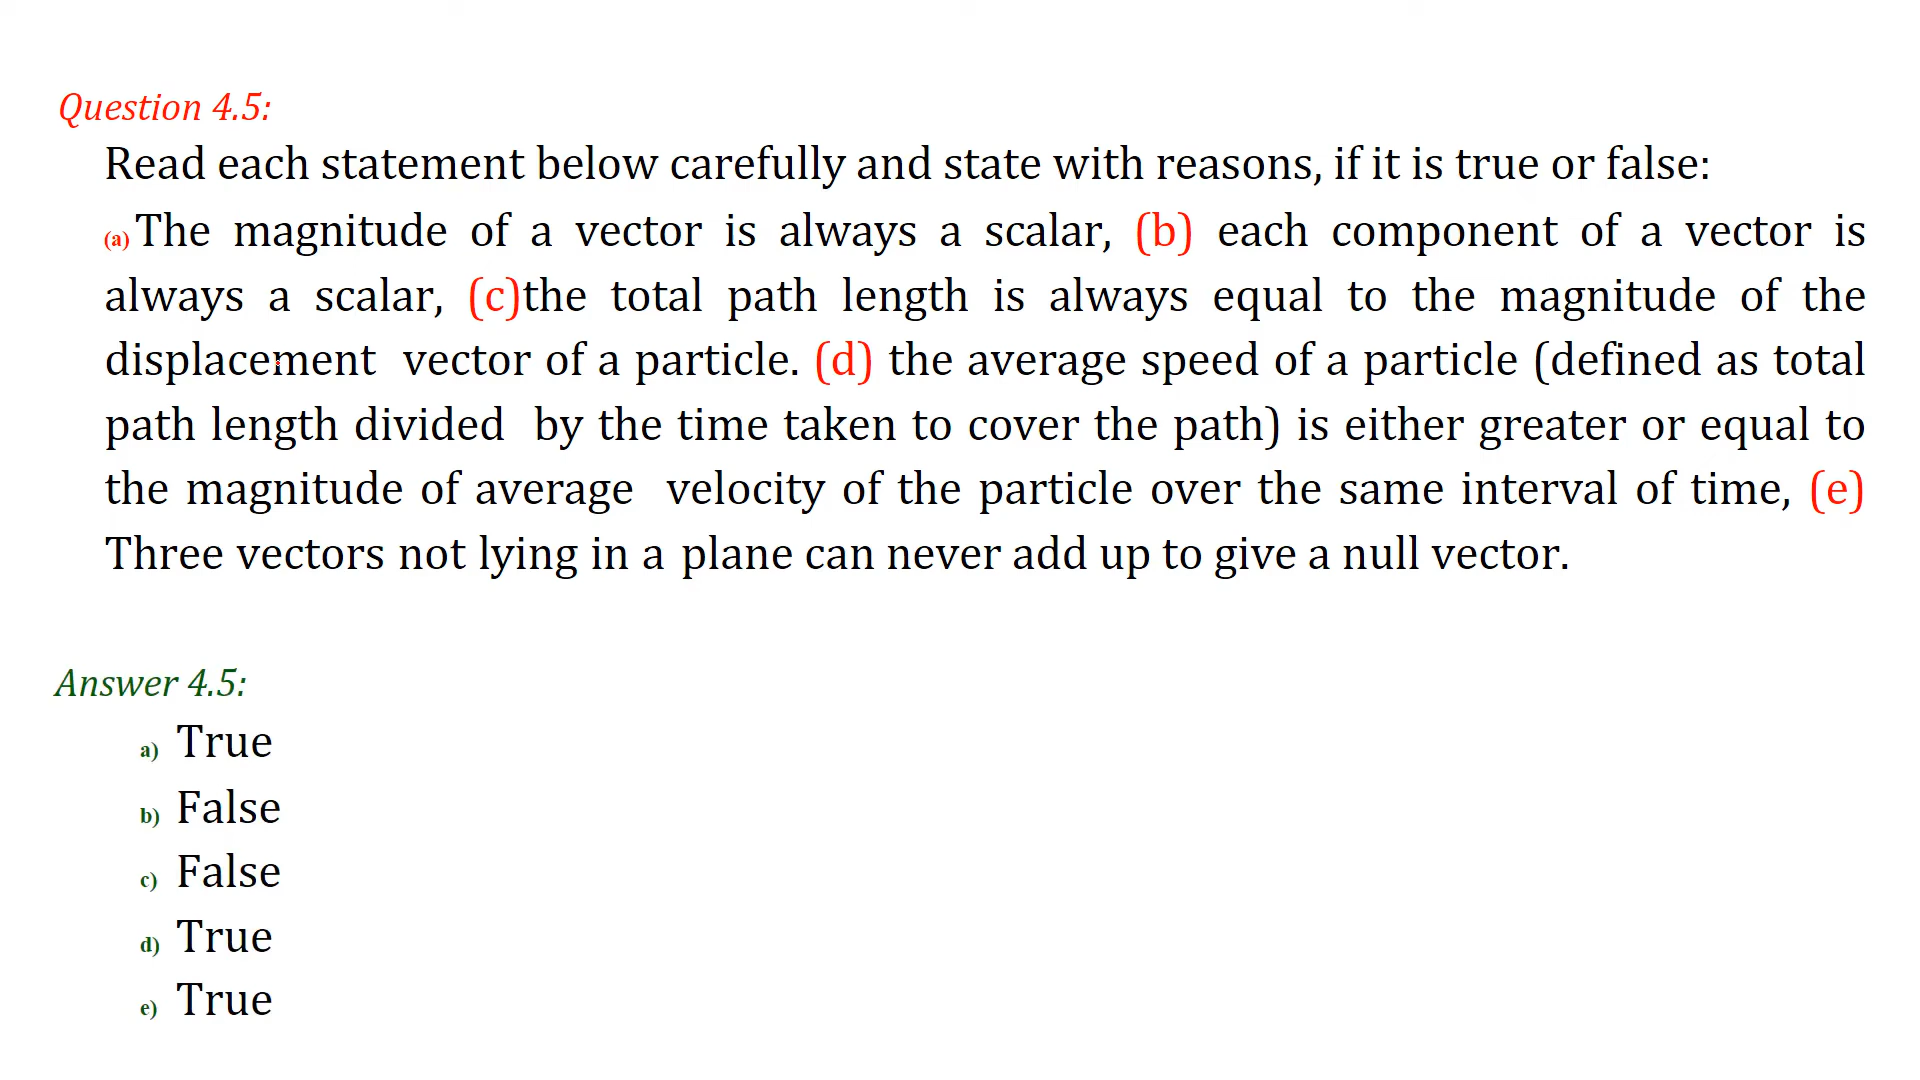 Question 4.5:
Read each statement below carefully and state with reasons, if it is true or false:
(a) The magnitude of a vector is always a scalar, (b) each component of a vector is
always a scalar, (c)the total path length is always equal to the magnitude of the
displacement vector of a particle. (d) the average speed of a particle (defined as total
path length divided by the time taken to cover the path) is either greater or equal to
the magnitude of average velocity of the particle over the same interval of time, (e)
Three vectors not lying in a plane can never add up to give a null vector.
Answer 4.5:
a) True
b) False
c) False
d) True
e) True